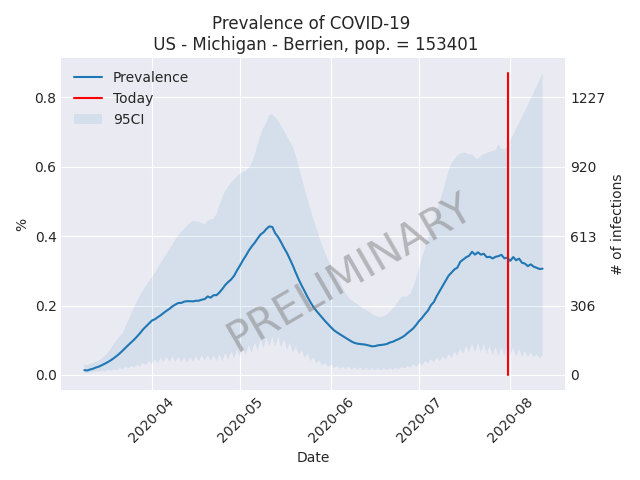 Prevalence of COVID-19
US - Michigan - Berrien, pop. = 153401
Prevalence
Today
95CI
0.8
0.6
0.4
0.2
0.0
%
1227
920
613
306
0
# of infections
PRELIMINARY
2020-04
2020-05
2020-06
2020-07
2020-08
Date